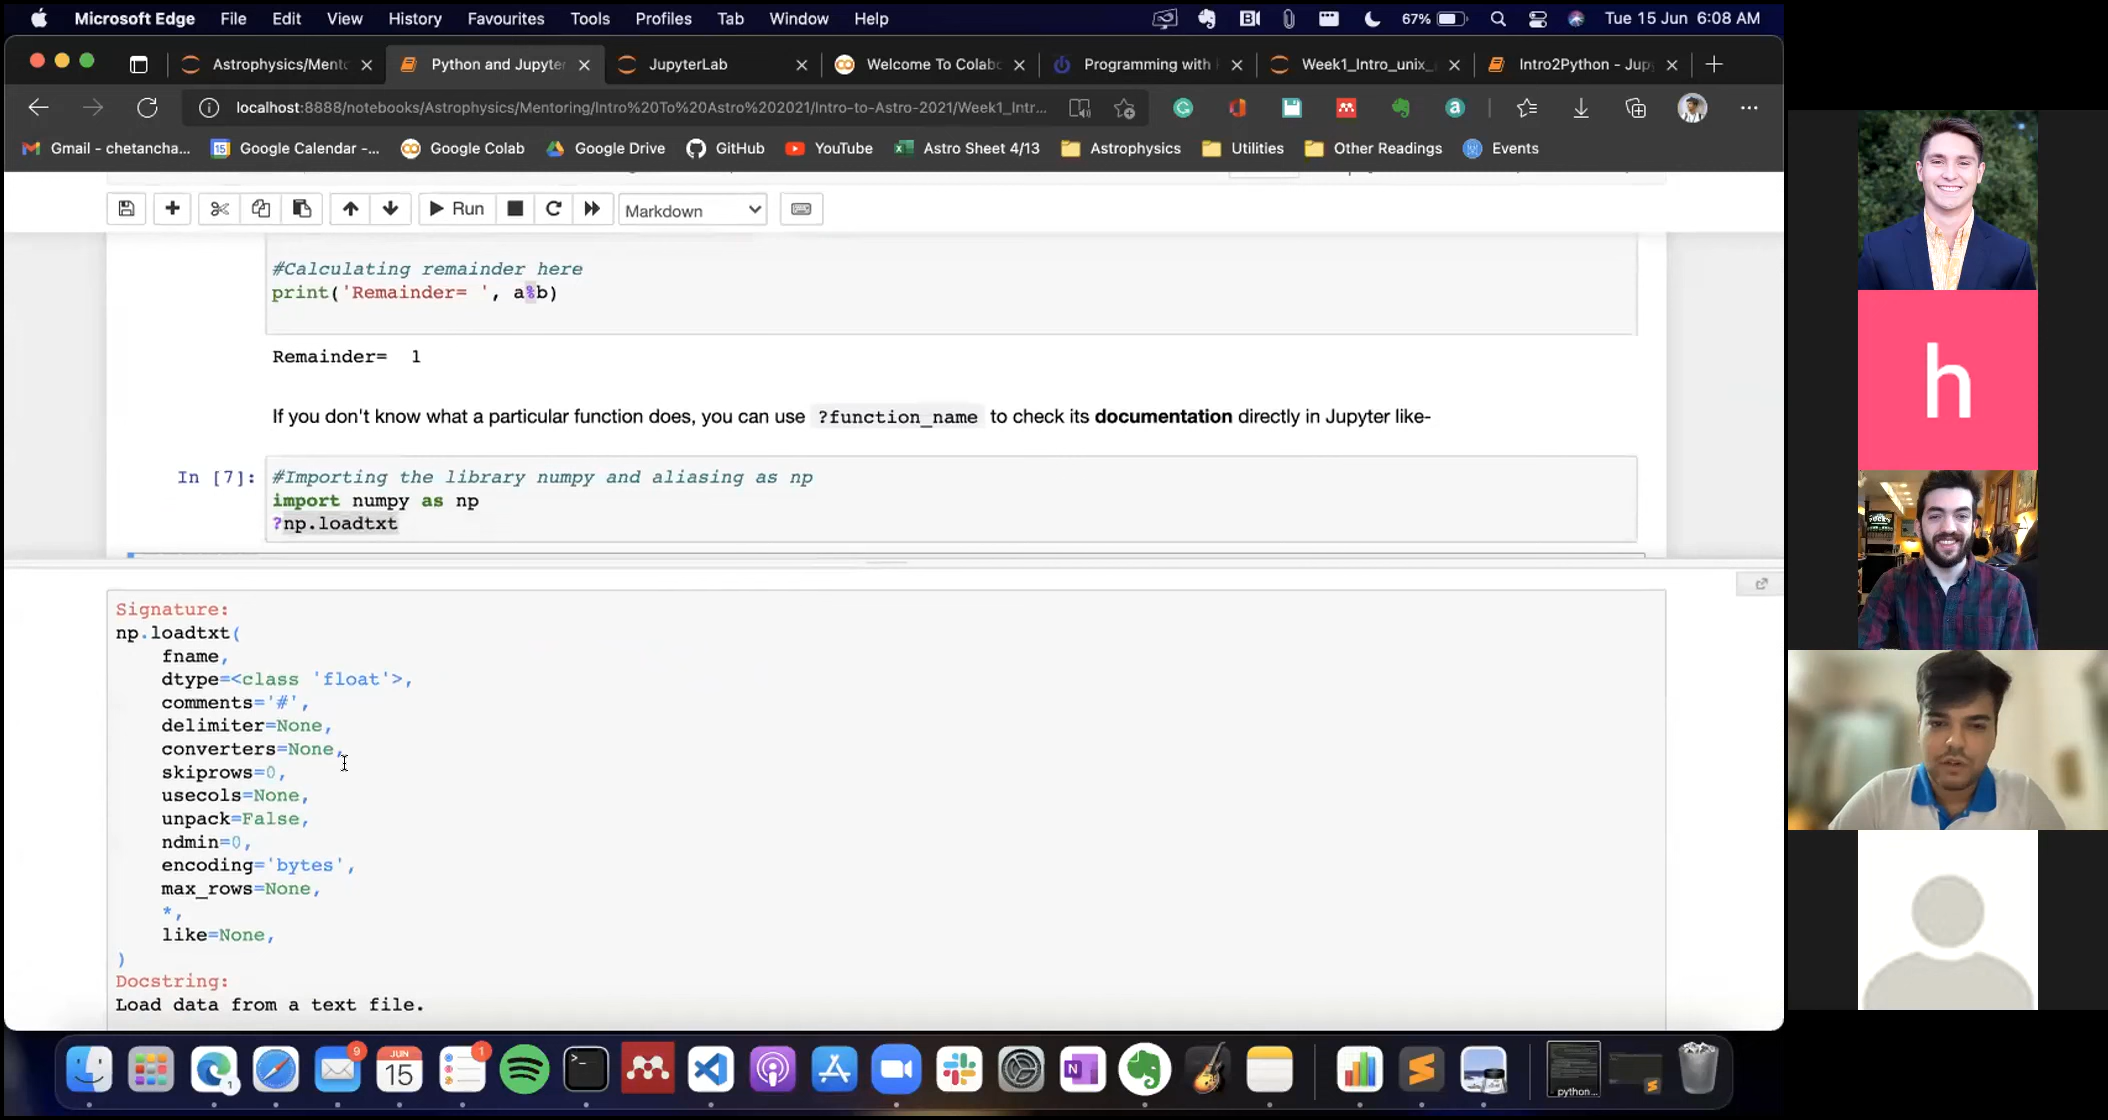 Microsoft Edge File Edit View History Favourites Tools Profiles Tab Window Help 67% Tue 15 Jun 6:08 AM
Astrophysics/Mento Python and Jupyter JupyterLab Welcome To Colabo Programming with Week1_Intro_unix_ Intro2Python - Jup
localhost:8888/notebooks/Astrophysics/Mentoring/Intro%20To%20Astro%202021/Intro-to-Astro-2021/Week1_Intr...
Gmail - chetancha... Google Calendar -... Google Colab Google Drive GitHub YouTube Astro Sheet 4/13 Astrophysics Utilities Other Readings Events
Run Markdown
#Calculating remainder here
print('Remainder= ', a%b)
Remainder=  1
If you don't know what a particular function does, you can use ?function_name to check its documentation directly in Jupyter like-
In [7]: #Importing the library numpy and aliasing as np
import numpy as np
?np.loadtxt
Signature:
np.loadtxt(
fname,
dtype=<class 'float'>,
comments='#',
delimiter=None,
converters=None,
skiprows=0,
usecols=None,
unpack=False,
ndmin=0,
encoding='bytes',
max_rows=None,
*,
like=None,
)
Docstring:
Load data from a text file.
h
9
1
JUN
15
1
python...